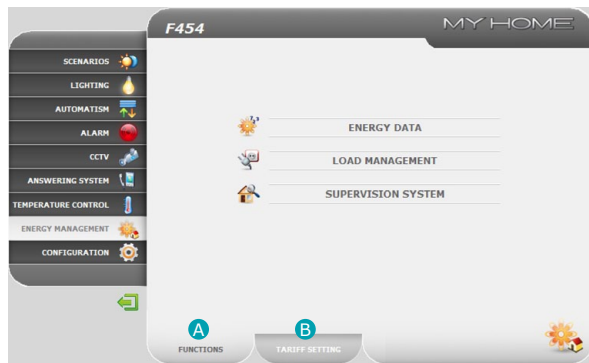 F454
MY HOME
SCENARIOS
LIGHTING
AUTOMATISM
ALARM
CCTV
ANSWERING SYSTEM
TEMPERATURE CONTROL
ENERGY MANAGEMENT
CONFIGURATION
ENERGY DATA
LOAD MANAGEMENT
SUPERVISION SYSTEM
A
B
FUNCTIONS
TARIFF SETTING